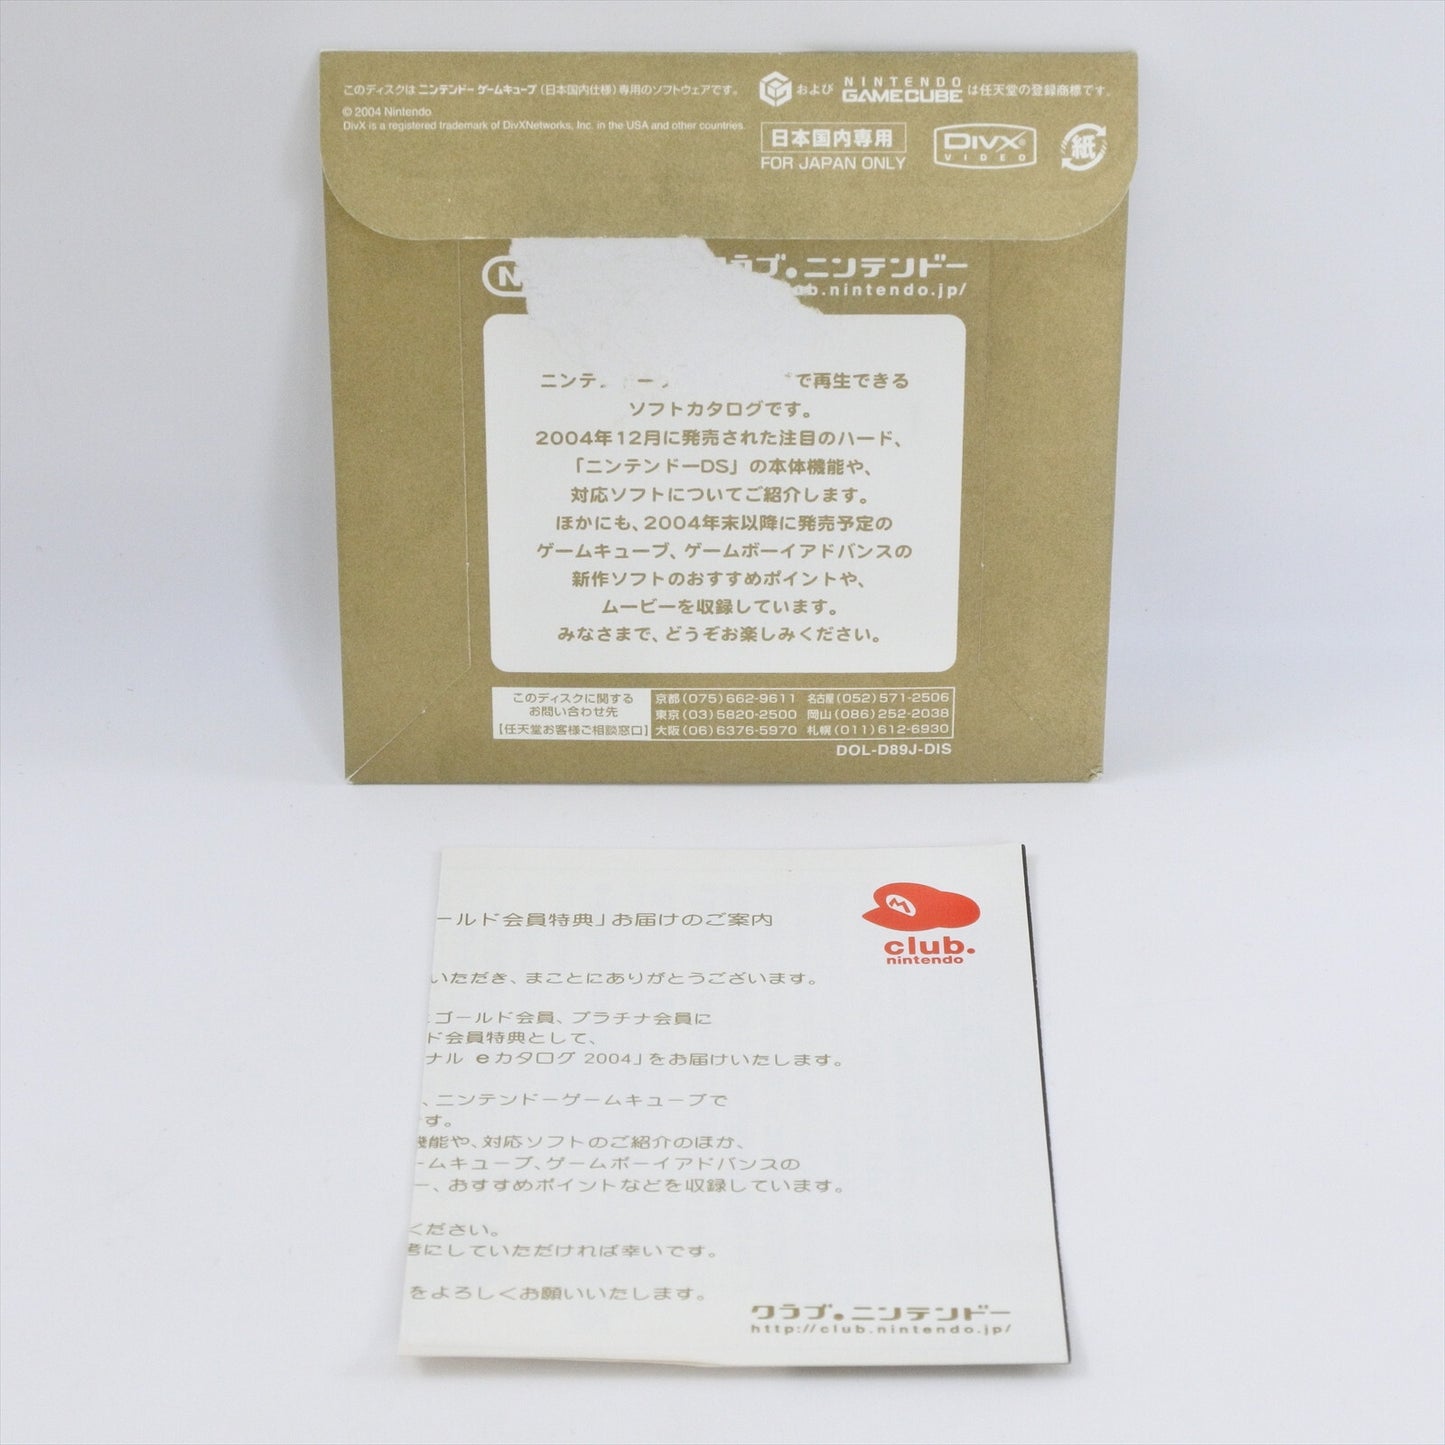 このディスクは ニンテンドー ゲームキューブ（日本国内仕様）専用のソフトウェアです。
© 2004 Nintendo
DivX is a registered trademark of DivXNetworks, Inc. in the USA and other countries.
および NINTENDO GAMECUBE は任天堂の登録商標です。
日本国内専用
FOR JAPAN ONLY
DIVX® VIDEO
紙
N
クラブ・ニンテンドー
club.nintendo.jp/
ニンテンドー で再生できる
ソフトカタログです。
2004年12月に発売された注目のハード、
「ニンテンドーDS」の本体機能や、
対応ソフトについてご紹介します。
ほかにも、2004年末以降に発売予定の
ゲームキューブ、ゲームボーイアドバンスの
新作ソフトのおすすめポイントや、
ムービーを収録しています。
みなさまで、どうぞお楽しみください。
このディスクに関する
お問い合わせ先
【任天堂お客様ご相談窓口】
京都(075)662-9611 名古屋(052)571-2506
東京(03)5820-2500 岡山(086)252-2038
大阪(06)6376-5970 札幌(011)612-6930
DOL-D89J-DIS
M
club.
nintendo
ールド会員特典」お届けのご案内
いただき、まことにありがとうございます。
ゴールド会員、プラチナ会員に
ド会員特典として、
ナル eカタログ 2004」をお届けいたします。
、ニンテンドーゲームキューブで
す。
機能や、対応ソフトのご紹介のほか、
ームキューブ、ゲームボーイアドバンスの
ー、おすすめポイントなどを収録しています。
ください。
考にしていただければ幸いです。
をよろしくお願いいたします。
クラブ・ニンテンドー
http://club.nintendo.jp/